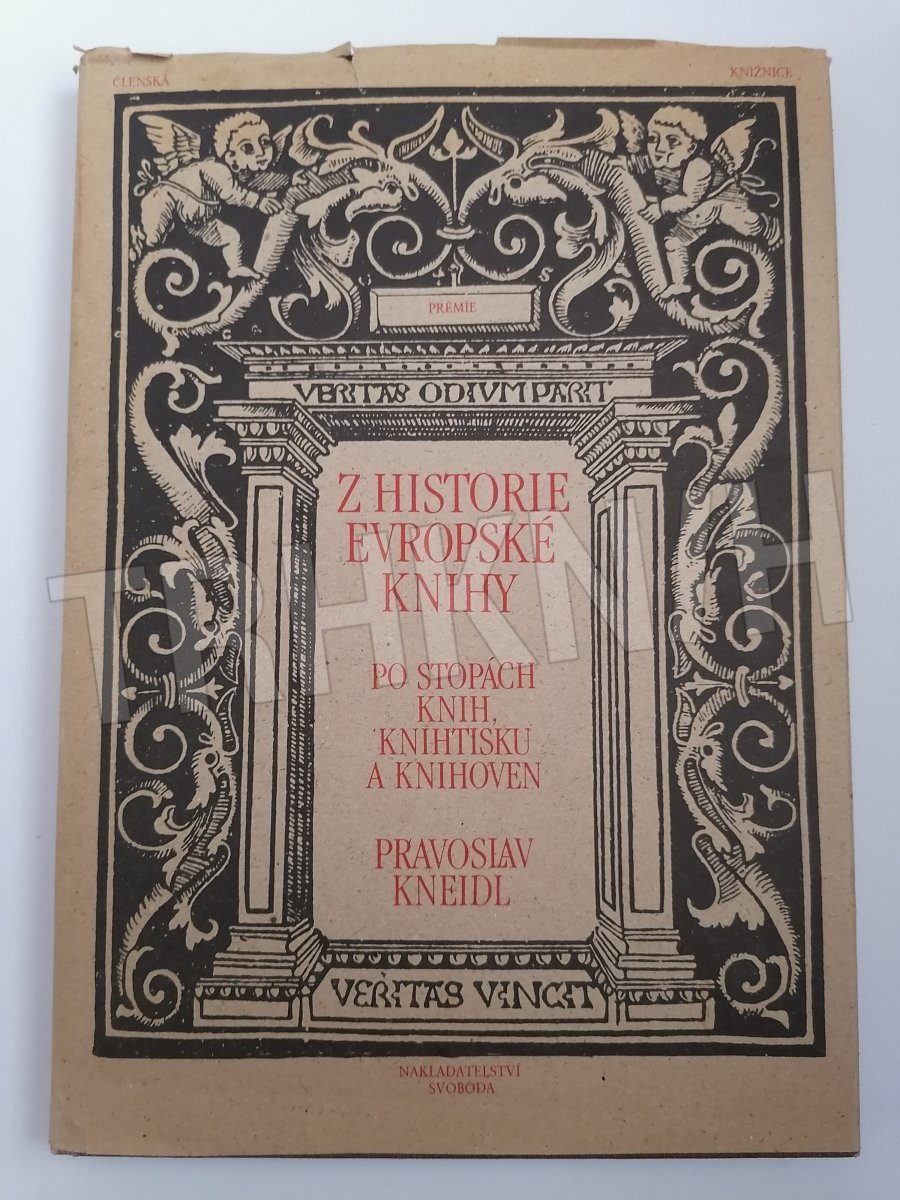 ČLENSKÁ
KNIŽNICE
PRÉMIE
VERITAS ODIVM PARIT
Z HISTORIE
EVROPSKÉ
KNIHY
PO STOPÁCH
KNIH,
KNIHTISKU
A KNIHOVEN
PRAVOSLAV
KNEIDL
VERITAS VINCIT
NAKLADATELSTVÍ
SVOBODA
TRHKNIH